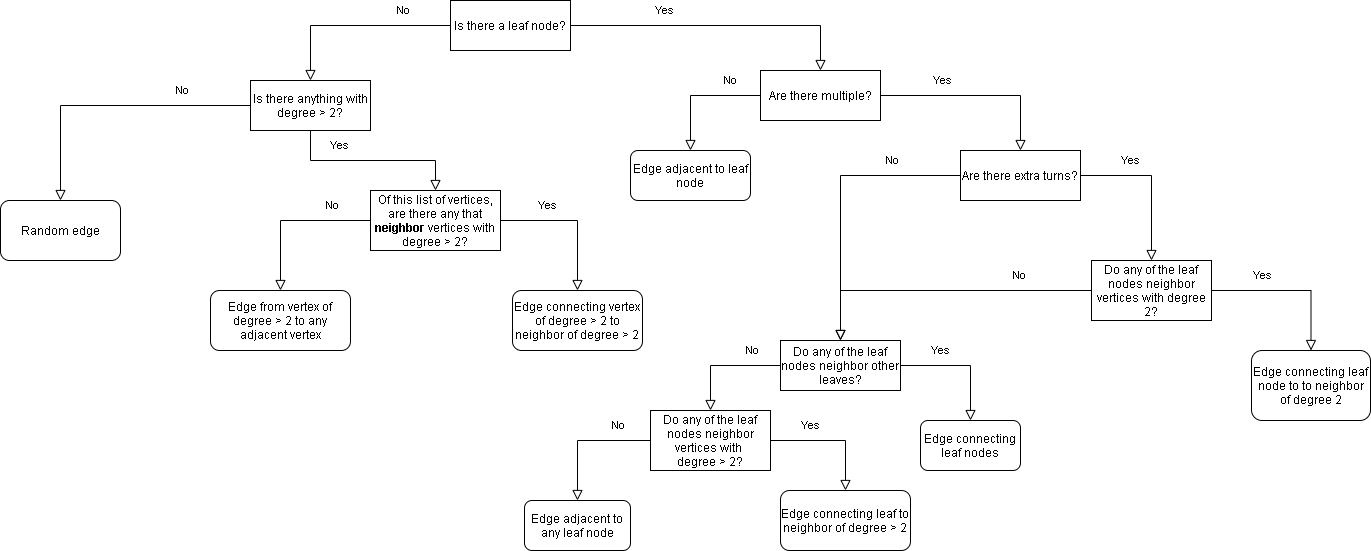 No
Is there a leaf node?
Yes
No
Is there anything with
degree > 2?
No
Are there multiple?
Yes
Yes
Random edge
No
Of this list of vertices,
are there any that
neighbor vertices with
degree > 2?
Yes
Edge adjacent to leaf
node
No
Are there extra turns?
Yes
Edge from vertex of
degree > 2 to any
adjacent vertex
Edge connecting vertex
of degree > 2 to
neighbor of degree > 2
No
Do any of the leaf
nodes neighbor
vertices with degree
2?
Yes
No
Do any of the leaf
nodes neighbor other
leaves?
Yes
Edge connecting leaf
node to to neighbor
of degree 2
No
Do any of the leaf
nodes neighbor
vertices with
degree > 2?
Yes
Edge connecting
leaf nodes
Edge adjacent to
any leaf node
Edge connecting leaf to
neighbor of degree > 2